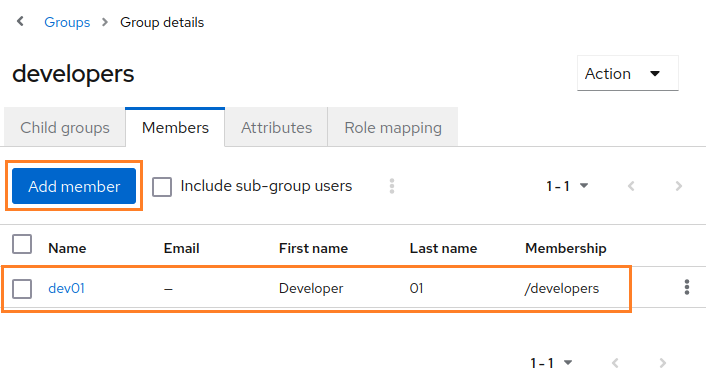 Groups Group details
developers
Action
Child groups Members Attributes Role mapping
Add member Include sub-group users 1 - 1
Name Email First name Last name Membership
dev01 — Developer 01 /developers
1 - 1